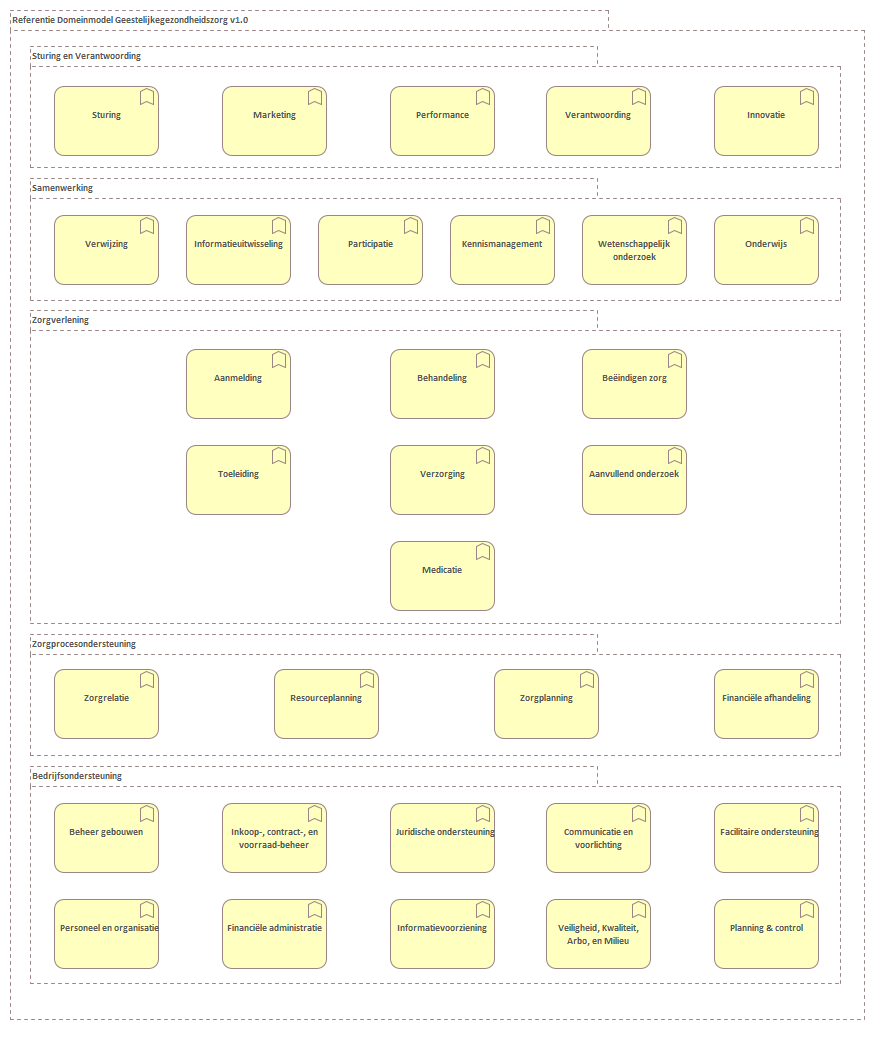 Referentie Domeinmodel Geestelijkegezondheidszorg v1.0
Sturing en Verantwoording
Sturing
Marketing
Performance
Verantwoording
Innovatie
Samenwerking
Verwijzing
Informatieuitwisseling
Participatie
Kennismanagement
Wetenschappelijk
onderzoek
Onderwijs
Zorgverlening
Aanmelding
Behandeling
Beëindigen zorg
Toeleiding
Verzorging
Aanvullend onderzoek
Medicatie
Zorgprocesondersteuning
Zorgrelatie
Resourceplanning
Zorgplanning
Financiële afhandeling
Bedrijfsondersteuning
Beheer gebouwen
Inkoop-, contract-, en
voorraad-beheer
Juridische ondersteuning
Communicatie en
voorlichting
Facilitaire ondersteuning
Personeel en organisatie
Financiële administratie
Informatievoorziening
Veiligheid, Kwaliteit,
Arbo, en Milieu
Planning & control